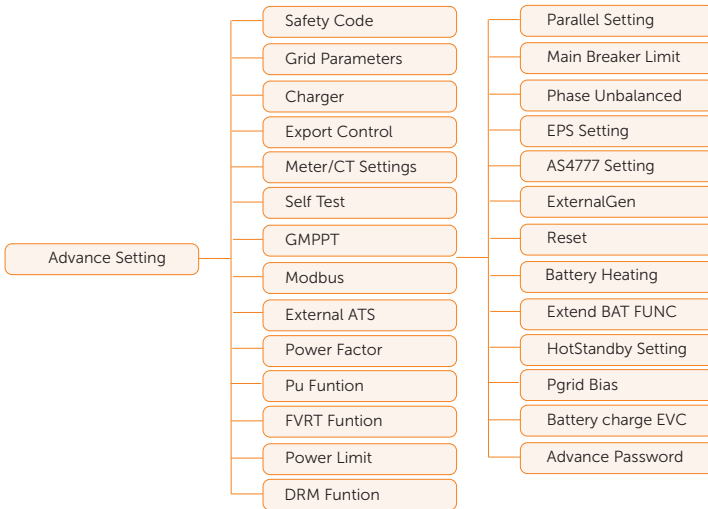 Advance Setting
Safety Code
Grid Parameters
Charger
Export Control
Meter/CT Settings
Self Test
GMPPT
Modbus
External ATS
Power Factor
Pu Funtion
FVRT Funtion
Power Limit
DRM Funtion
Parallel Setting
Main Breaker Limit
Phase Unbalanced
EPS Setting
AS4777 Setting
ExternalGen
Reset
Battery Heating
Extend BAT FUNC
HotStandby Setting
Pgrid Bias
Battery charge EVC
Advance Password